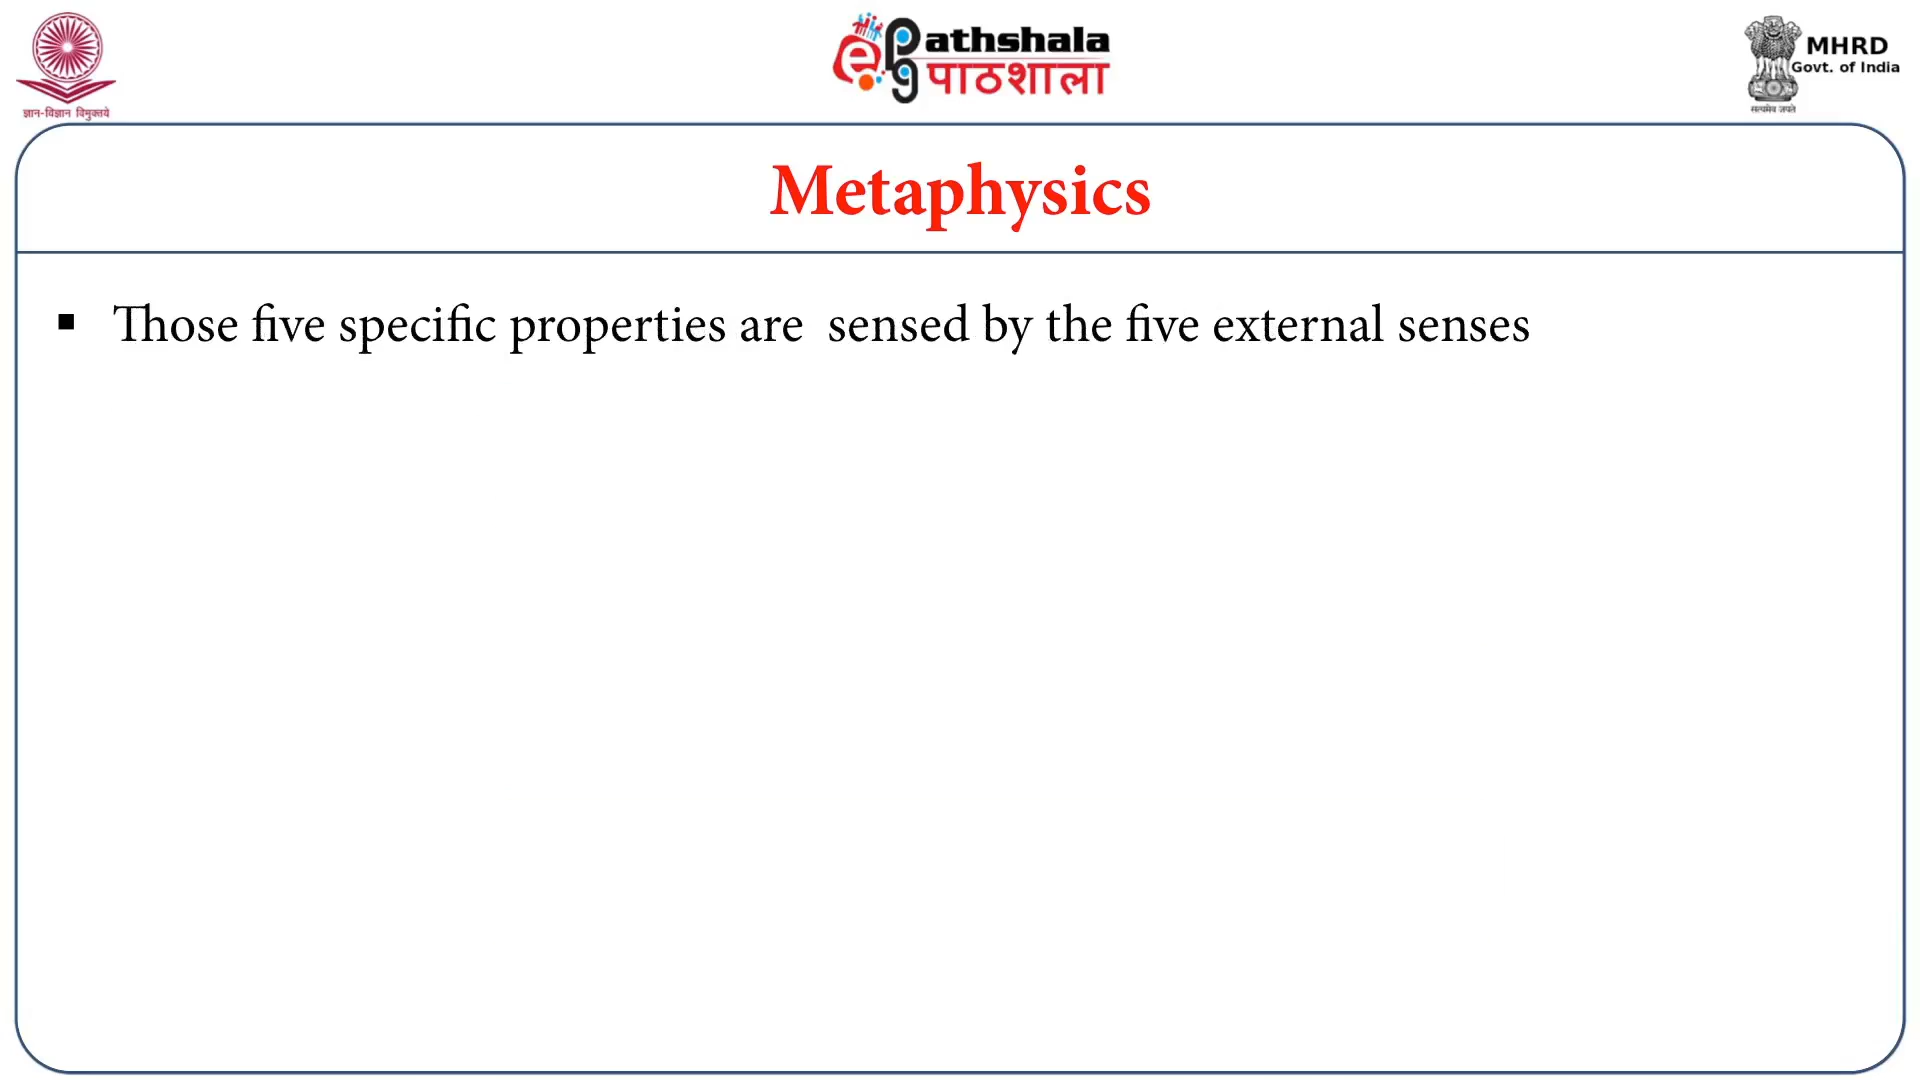 ज्ञान-विज्ञान विमुक्तये
ePathshala
पाठशाला
MHRD
Govt. of India
सत्यमेव जयते
Metaphysics
▪ Those five specific properties are  sensed by the five external senses